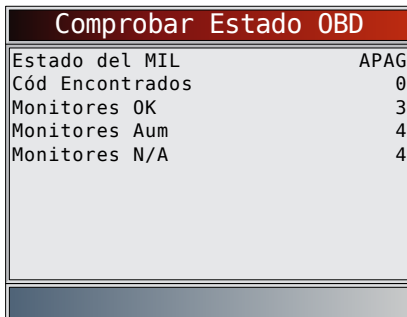 Comprobar Estado OBD
Estado del MIL APAG
Cód Encontrados 0
Monitores OK 3
Monitores Aum 4
Monitores N/A 4